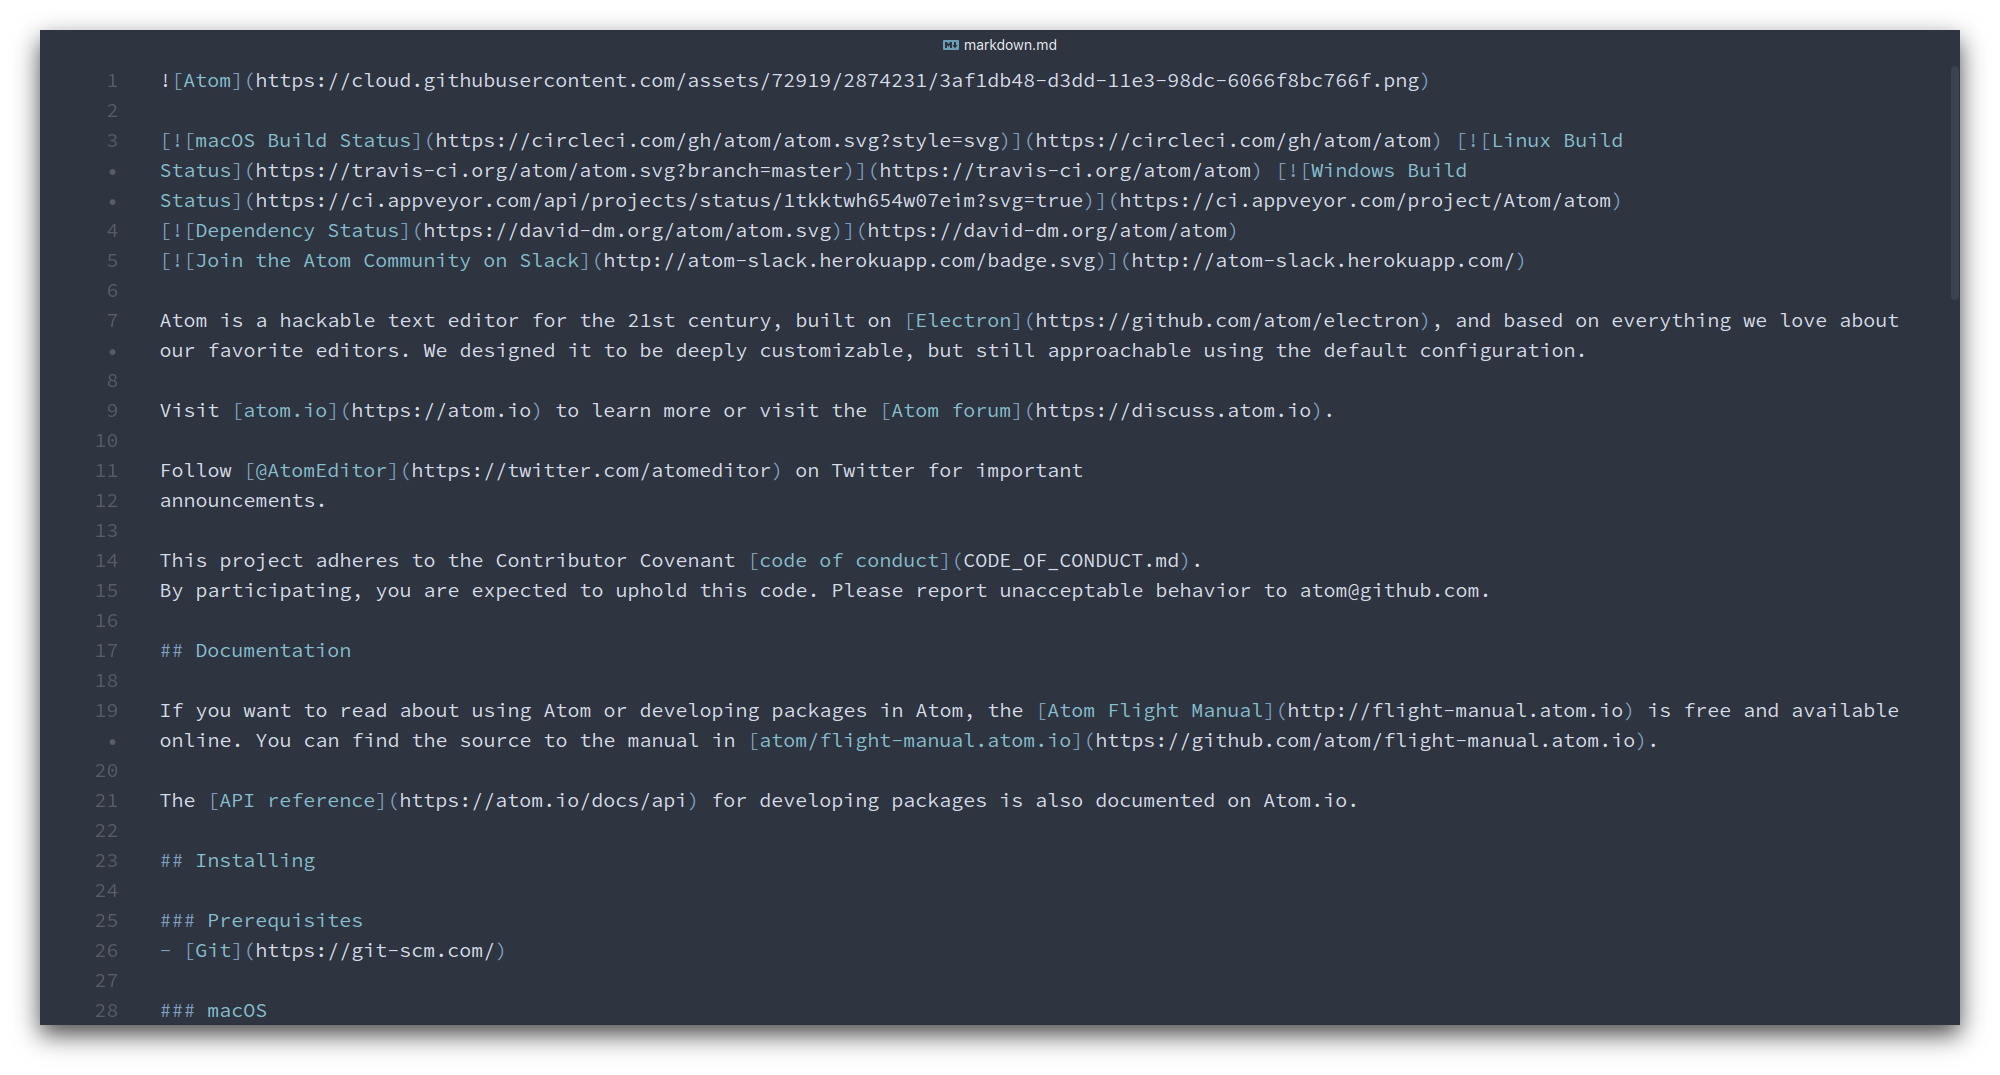 markdown.md
1 ![Atom](https://cloud.githubusercontent.com/assets/72919/2874231/3af1db48-d3dd-11e3-98dc-6066f8bc766f.png)
2
3 [![macOS Build Status](https://circleci.com/gh/atom/atom.svg?style=svg)](https://circleci.com/gh/atom/atom) [![Linux Build
• Status](https://travis-ci.org/atom/atom.svg?branch=master)](https://travis-ci.org/atom/atom) [![Windows Build
• Status](https://ci.appveyor.com/api/projects/status/1tkktwh654w07eim?svg=true)](https://ci.appveyor.com/project/Atom/atom)
4 [![Dependency Status](https://david-dm.org/atom/atom.svg)](https://david-dm.org/atom/atom)
5 [![Join the Atom Community on Slack](http://atom-slack.herokuapp.com/badge.svg)](http://atom-slack.herokuapp.com/)
6
7 Atom is a hackable text editor for the 21st century, built on [Electron](https://github.com/atom/electron), and based on everything we love about
• our favorite editors. We designed it to be deeply customizable, but still approachable using the default configuration.
8
9 Visit [atom.io](https://atom.io) to learn more or visit the [Atom forum](https://discuss.atom.io).
10
11 Follow [@AtomEditor](https://twitter.com/atomeditor) on Twitter for important
12 announcements.
13
14 This project adheres to the Contributor Covenant [code of conduct](CODE_OF_CONDUCT.md).
15 By participating, you are expected to uphold this code. Please report unacceptable behavior to atom@github.com.
16
17 ## Documentation
18
19 If you want to read about using Atom or developing packages in Atom, the [Atom Flight Manual](http://flight-manual.atom.io) is free and available
• online. You can find the source to the manual in [atom/flight-manual.atom.io](https://github.com/atom/flight-manual.atom.io).
20
21 The [API reference](https://atom.io/docs/api) for developing packages is also documented on Atom.io.
22
23 ## Installing
24
25 ### Prerequisites
26 - [Git](https://git-scm.com/)
27
28 ### macOS